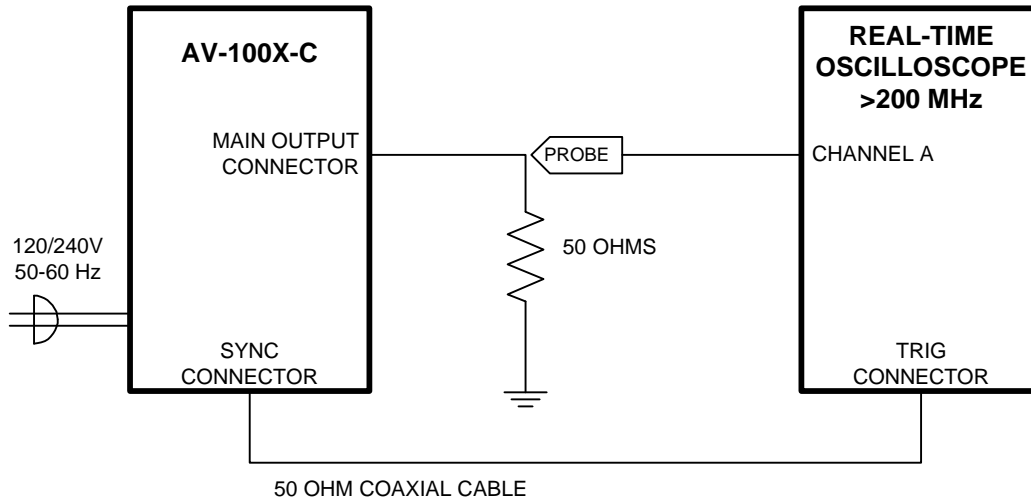 AV-100X-C
MAIN OUTPUT
CONNECTOR
120/240V
50-60 Hz
SYNC
CONNECTOR
PROBE
50 OHMS
REAL-TIME
OSCILLOSCOPE
>200 MHz
CHANNEL A
TRIG
CONNECTOR
50 OHM COAXIAL CABLE